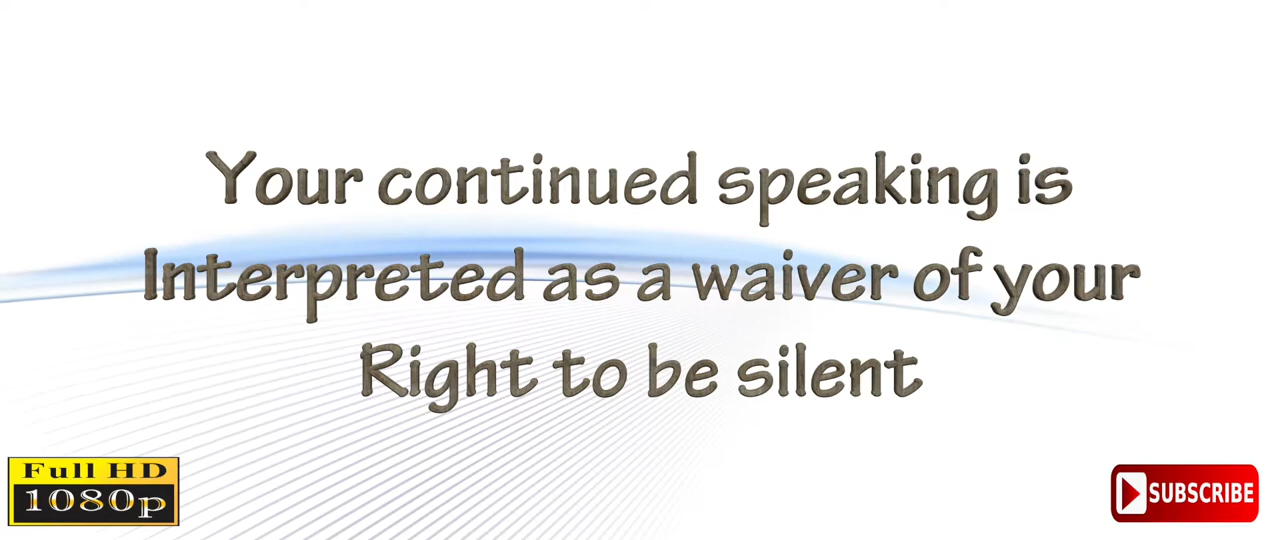 Your continued speaking is
Interpreted as a waiver of your
Right to be silent
Full HD
1080p
SUBSCRIBE